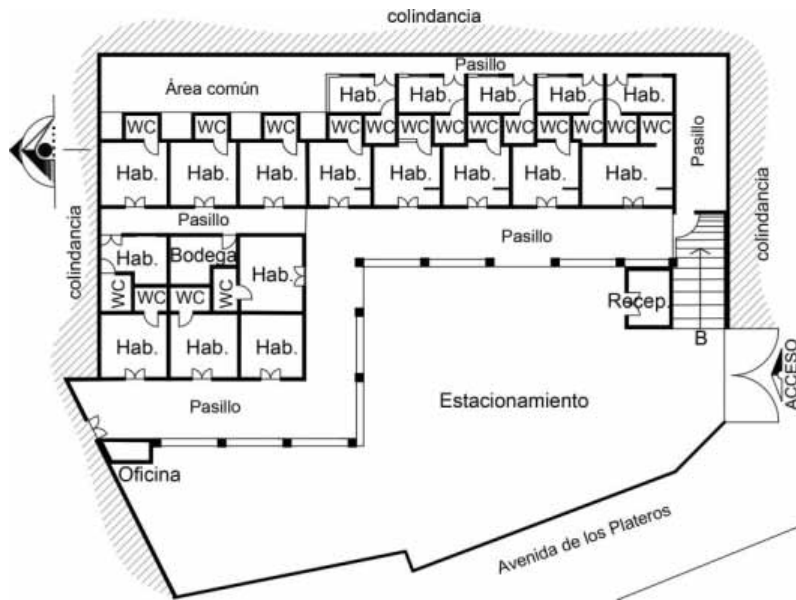 colindancia
Pasillo
Área común
Hab. Hab. Hab. Hab. Hab.
WC WC WC WC WC WC WC WC WC WC WC WC WC
Pasillo
Hab. Hab. Hab. Hab. Hab. Hab. Hab. Hab.
colindancia
colindancia
Pasillo
Pasillo
Hab. Bodega Hab.
WC WC WC WC
Recep.
B
Hab. Hab. Hab.
ACCESO
Pasillo
Estacionamiento
Oficina
Avenida de los Plateros